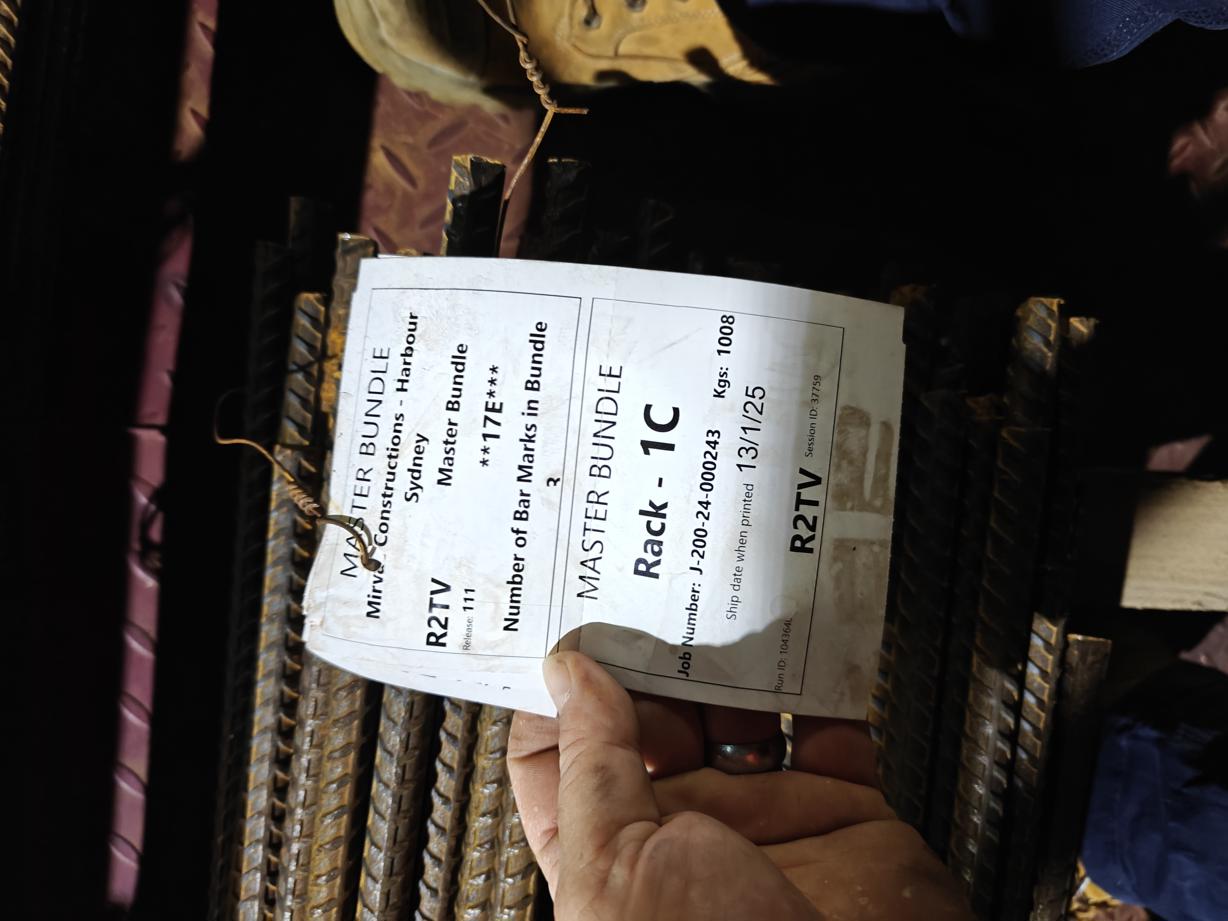 MASTER BUNDLE
Constructions - Harbour
Sydney
R2TV Master Bundle
Release: 111 **17E***
Number of Bar Marks in Bundle
3
MASTER BUNDLE
Rack - 1C
Job Number: J-200-24-000243 Kgs: 1008
Ship date when printed 13/1/25
R2TV
Run ID: 104364L Session ID: 37759